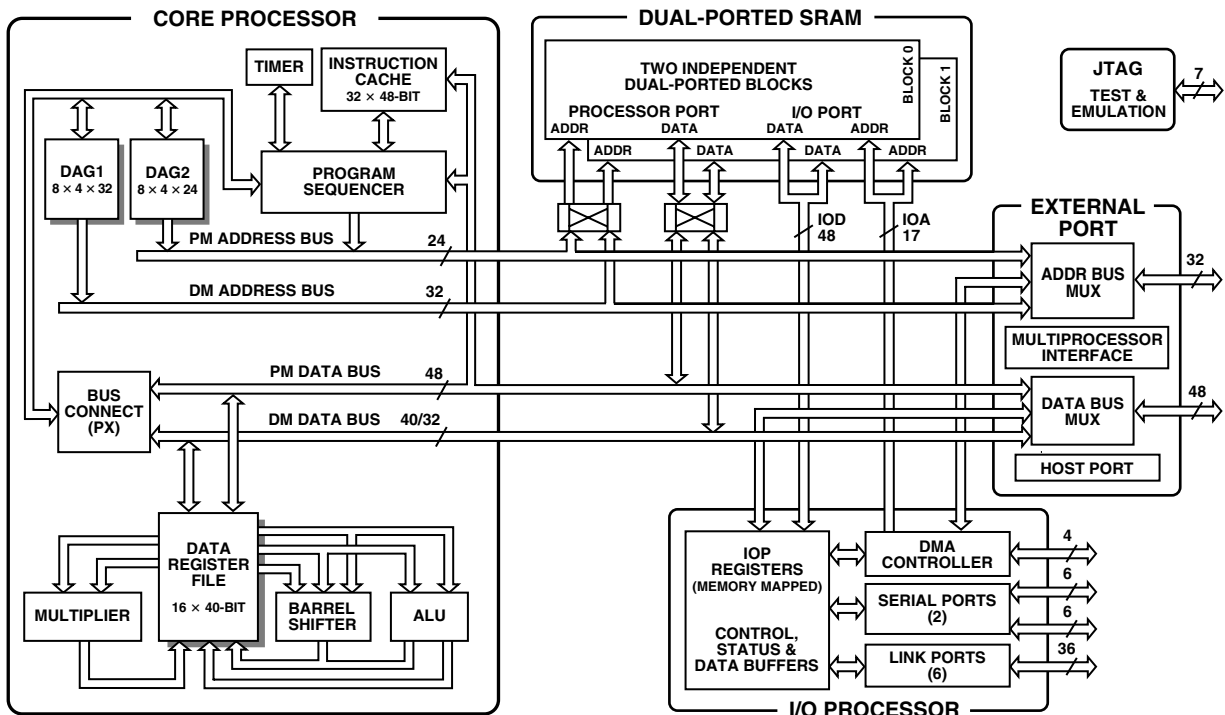 CORE PROCESSOR
TIMER
INSTRUCTION
CACHE
32 × 48-BIT
DAG1
8 × 4 × 32
DAG2
8 × 4 × 24
PROGRAM
SEQUENCER
PM ADDRESS BUS
24
DM ADDRESS BUS
32
BUS
CONNECT
(PX)
PM DATA BUS
48
DM DATA BUS
40/32
DATA
REGISTER
FILE
16 × 40-BIT
MULTIPLIER
BARREL
SHIFTER
ALU
DUAL-PORTED SRAM
TWO INDEPENDENT
DUAL-PORTED BLOCKS
BLOCK 0
BLOCK 1
PROCESSOR PORT
I/O PORT
ADDR
DATA
DATA
ADDR
ADDR
DATA
DATA
ADDR
IOD
48
IOA
17
JTAG
TEST &
EMULATION
7
EXTERNAL
PORT
ADDR BUS
MUX
32
MULTIPROCESSOR
INTERFACE
DATA BUS
MUX
48
HOST PORT
IOP
REGISTERS
(MEMORY MAPPED)
CONTROL,
STATUS &
DATA BUFFERS
DMA
CONTROLLER
4
SERIAL PORTS
(2)
6
6
LINK PORTS
(6)
36
I/O PROCESSOR